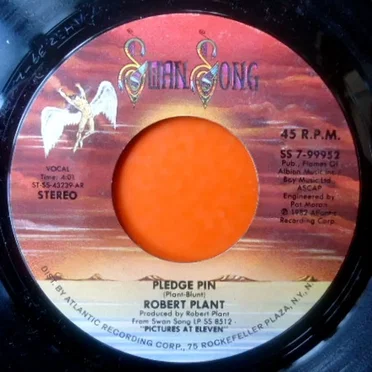 SWAN SONG
45 R.P.M.
SS 7-99952
Pub., Flames Of
Albion Music Inc./
Bay Music Ltd.
ASCAP
Engineered by
Pat Moran
℗ 1982 Atlantic
Recording Corp.
VOCAL
Time: 4:01
ST-SS-43239-AR
STEREO
PLEDGE PIN
(Plant-Blunt)
ROBERT PLANT
Produced by Robert Plant
From Swan Song LP SS 8512
"PICTURES AT ELEVEN"
DIST. BY ATLANTIC RECORDING CORP., 75 ROCKEFELLER PLAZA, N.Y., N.Y.